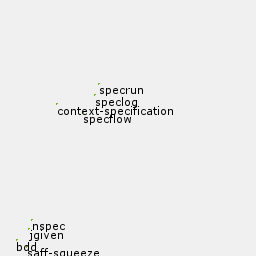 specrun
speclog
context-specification
specflow
nspec
jgiven
bdd
saff-squeeze